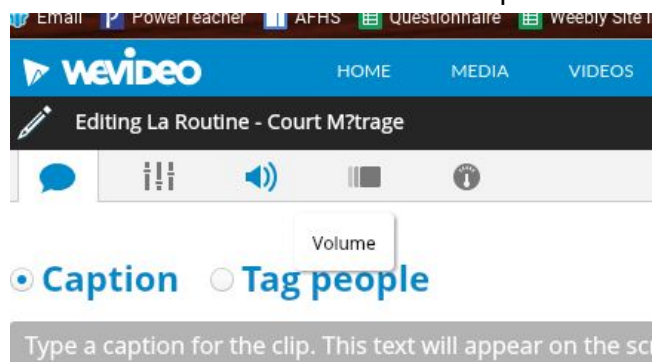 Email PowerTeacher AFHS Questionnaire Weebly Site
WEVIDEO HOME MEDIA VIDEOS
Editing La Routine - Court M?trage
Volume
Caption Tag people
Type a caption for the clip. This text will appear on the